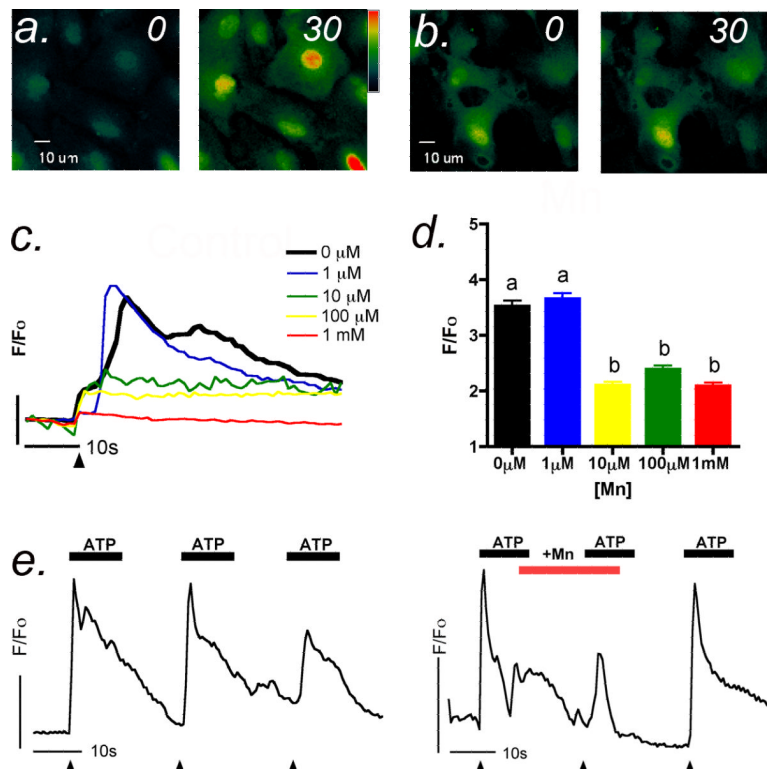 a.
0
30
10 um
b.
0
30
10 um
Mn
Control
c.
0 µM
1 µM
10 µM
100 µM
1 mM
F/Fo
10s
d.
5
4
3
2
1
F/Fo
a
a
b
b
b
0µM 1µM 10µM 100µM 1mM
[Mn]
e.
ATP ATP ATP
F/Fo
10s
ATP +Mn ATP ATP
F/Fo
10s